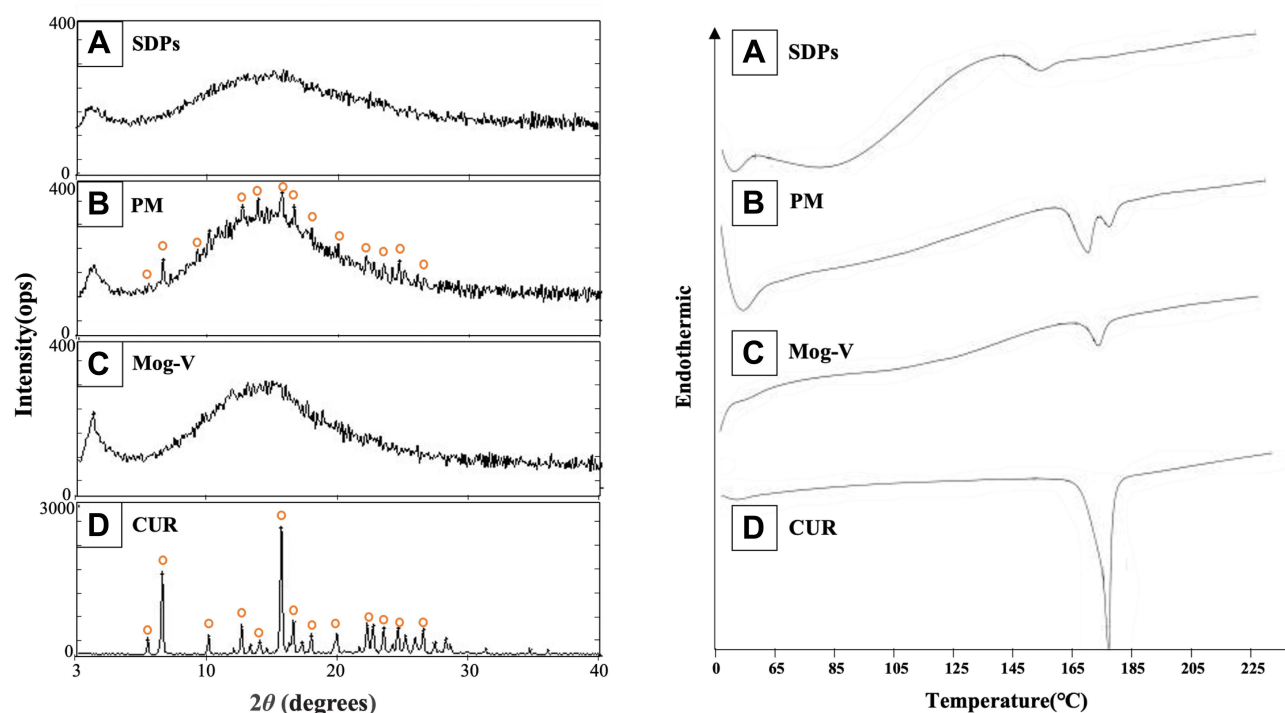 400
A SDPs
0
400
B PM
0
400
C Mog-V
0
3000
D CUR
0
3 10 20 30 40
2θ (degrees)
Intensity(ops)
A SDPs
B PM
C Mog-V
D CUR
Endothermic
0 65 85 105 125 145 165 185 205 225
Temperature(℃)